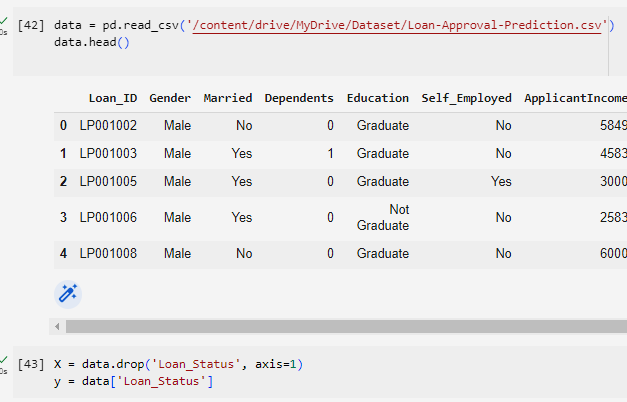 [42] data = pd.read_csv('/content/drive/MyDrive/Dataset/Loan-Approval-Prediction.csv')
0s
data.head()
Loan_ID Gender Married Dependents Education Self_Employed ApplicantIncome
0 LP001002 Male No 0 Graduate No 5849
1 LP001003 Male Yes 1 Graduate No 4583
2 LP001005 Male Yes 0 Graduate Yes 3000
3 LP001006 Male Yes 0 Not Graduate No 2583
4 LP001008 Male No 0 Graduate No 6000
[43] X = data.drop('Loan_Status', axis=1)
0s
y = data['Loan_Status']